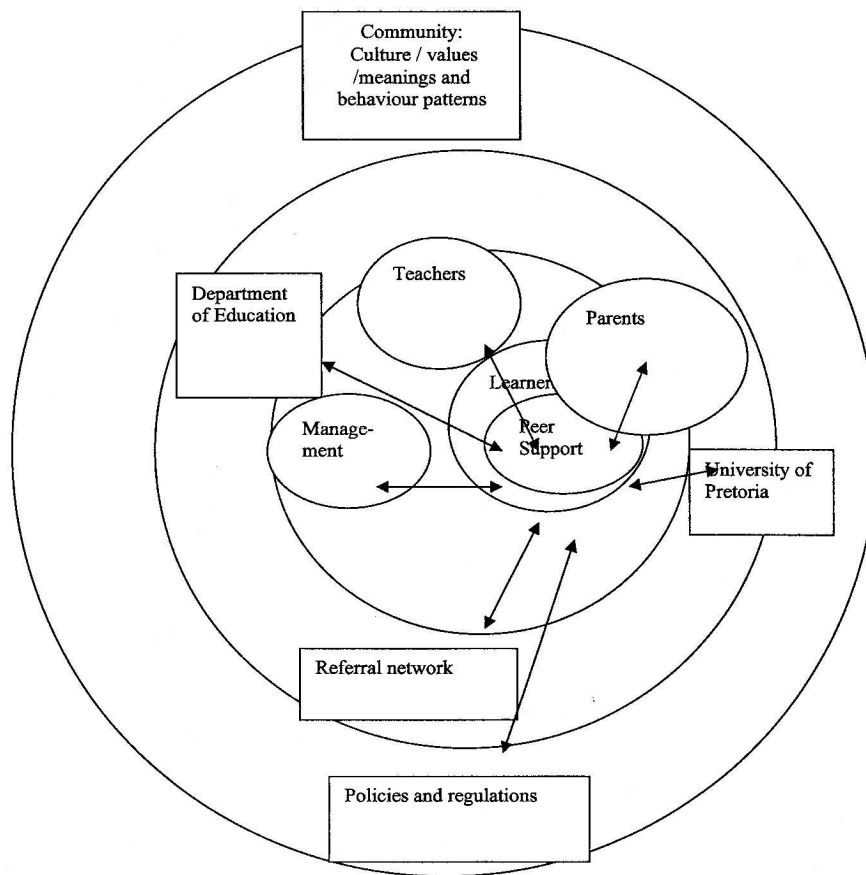 Community:
Culture / values
/meanings and
behaviour patterns
Teachers
Department
of Education
Parents
Learner
Manage-
ment
Peer
Support
University of
Pretoria
Referral network
Policies and regulations